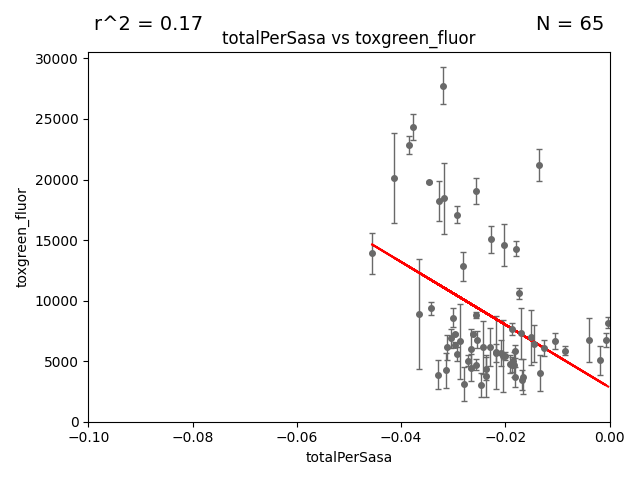 r^2 = 0.17
N = 65
totalPerSasa vs toxgreen_fluor
30000
25000
20000
15000
10000
5000
0
toxgreen_fluor
−0.10
−0.08
−0.06
−0.04
−0.02
0.00
totalPerSasa